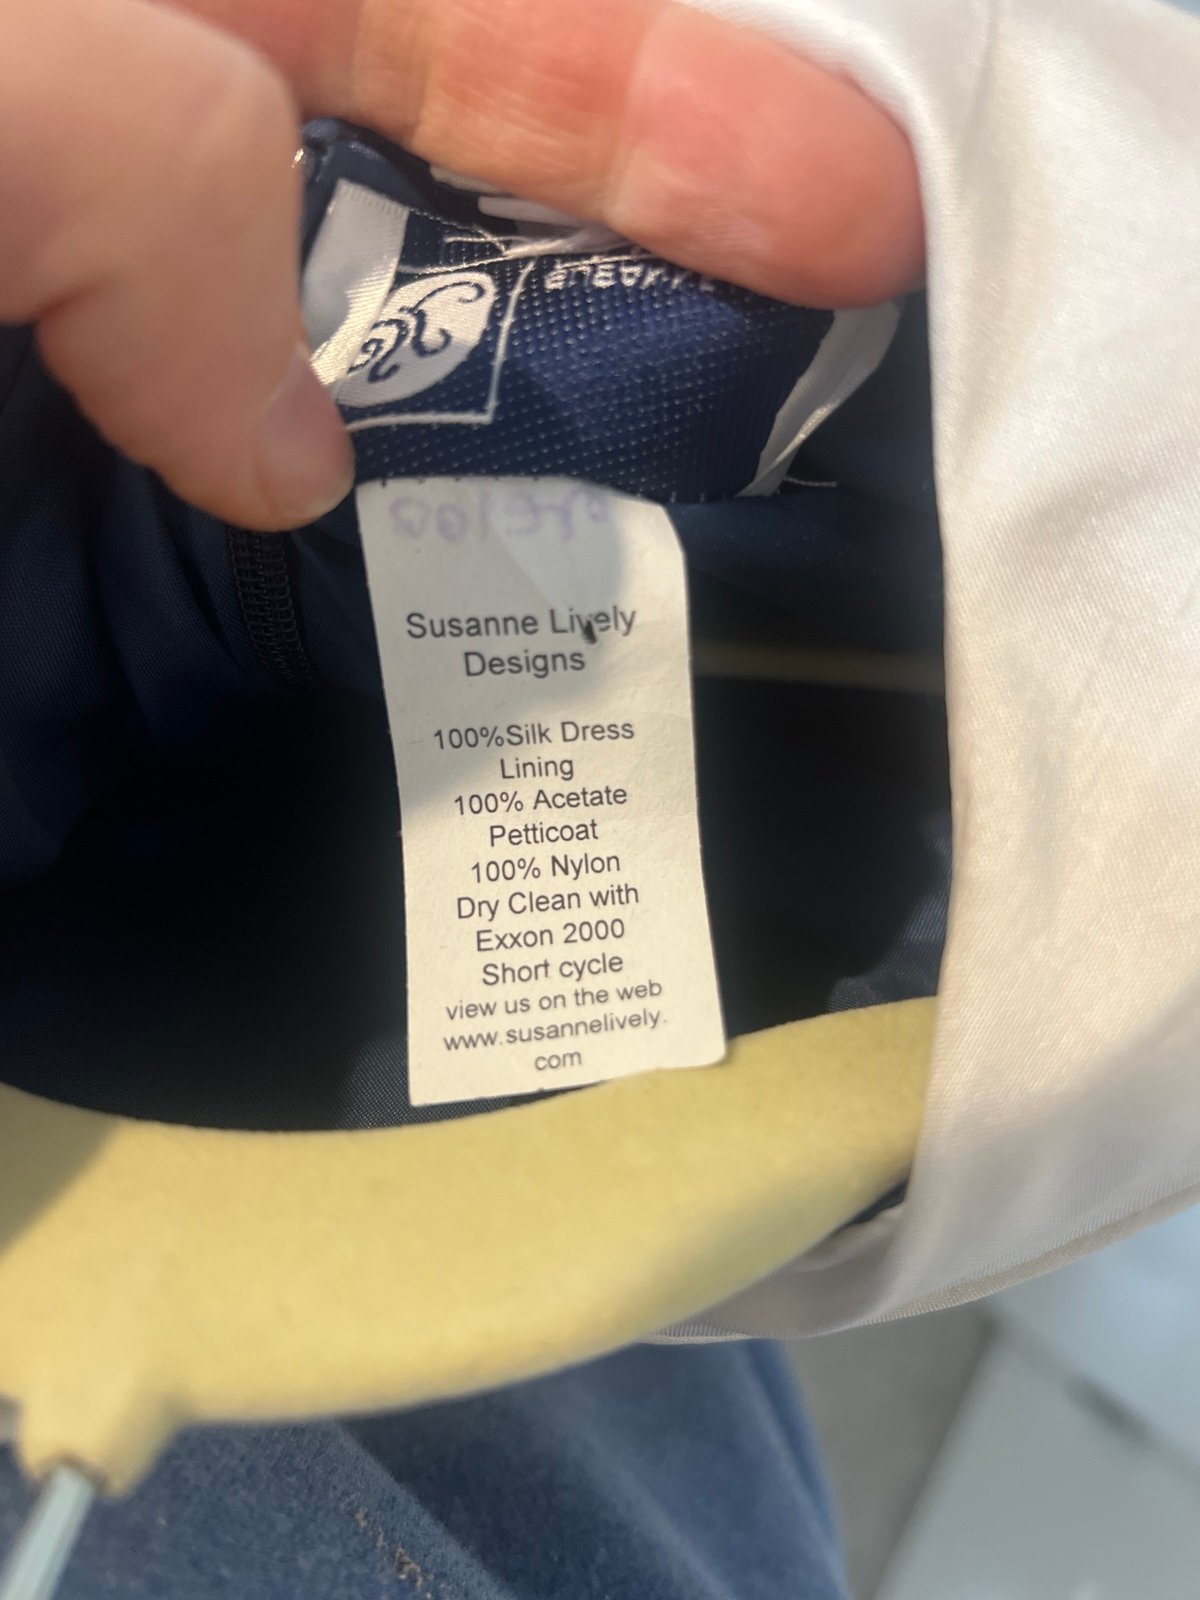 Susanne Lively
Designs
100%Silk Dress
Lining
100% Acetate
Petticoat
100% Nylon
Dry Clean with
Exxon 2000
Short cycle
view us on the web
www.susannelively.
com